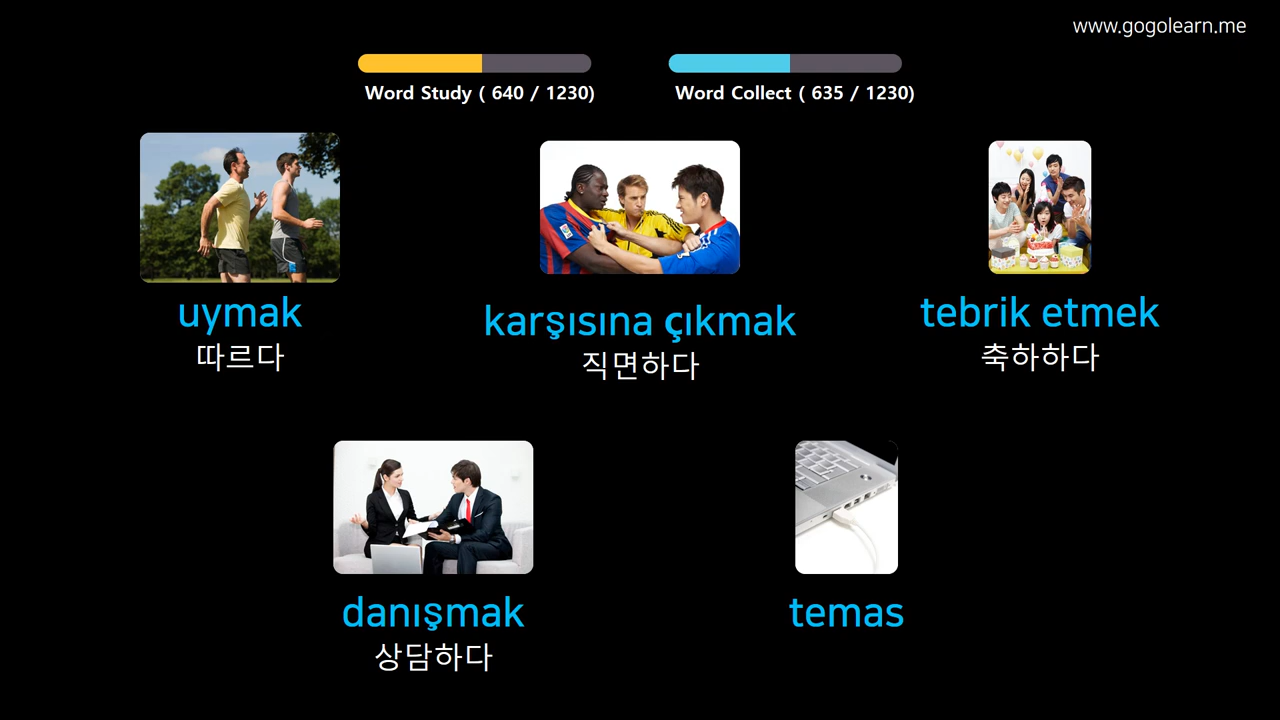 www.gogolearn.me
Word Study ( 640 / 1230)
Word Collect ( 635 / 1230)
uymak
따르다
karşısına çıkmak
직면하다
tebrik etmek
축하하다
danışmak
상담하다
temas